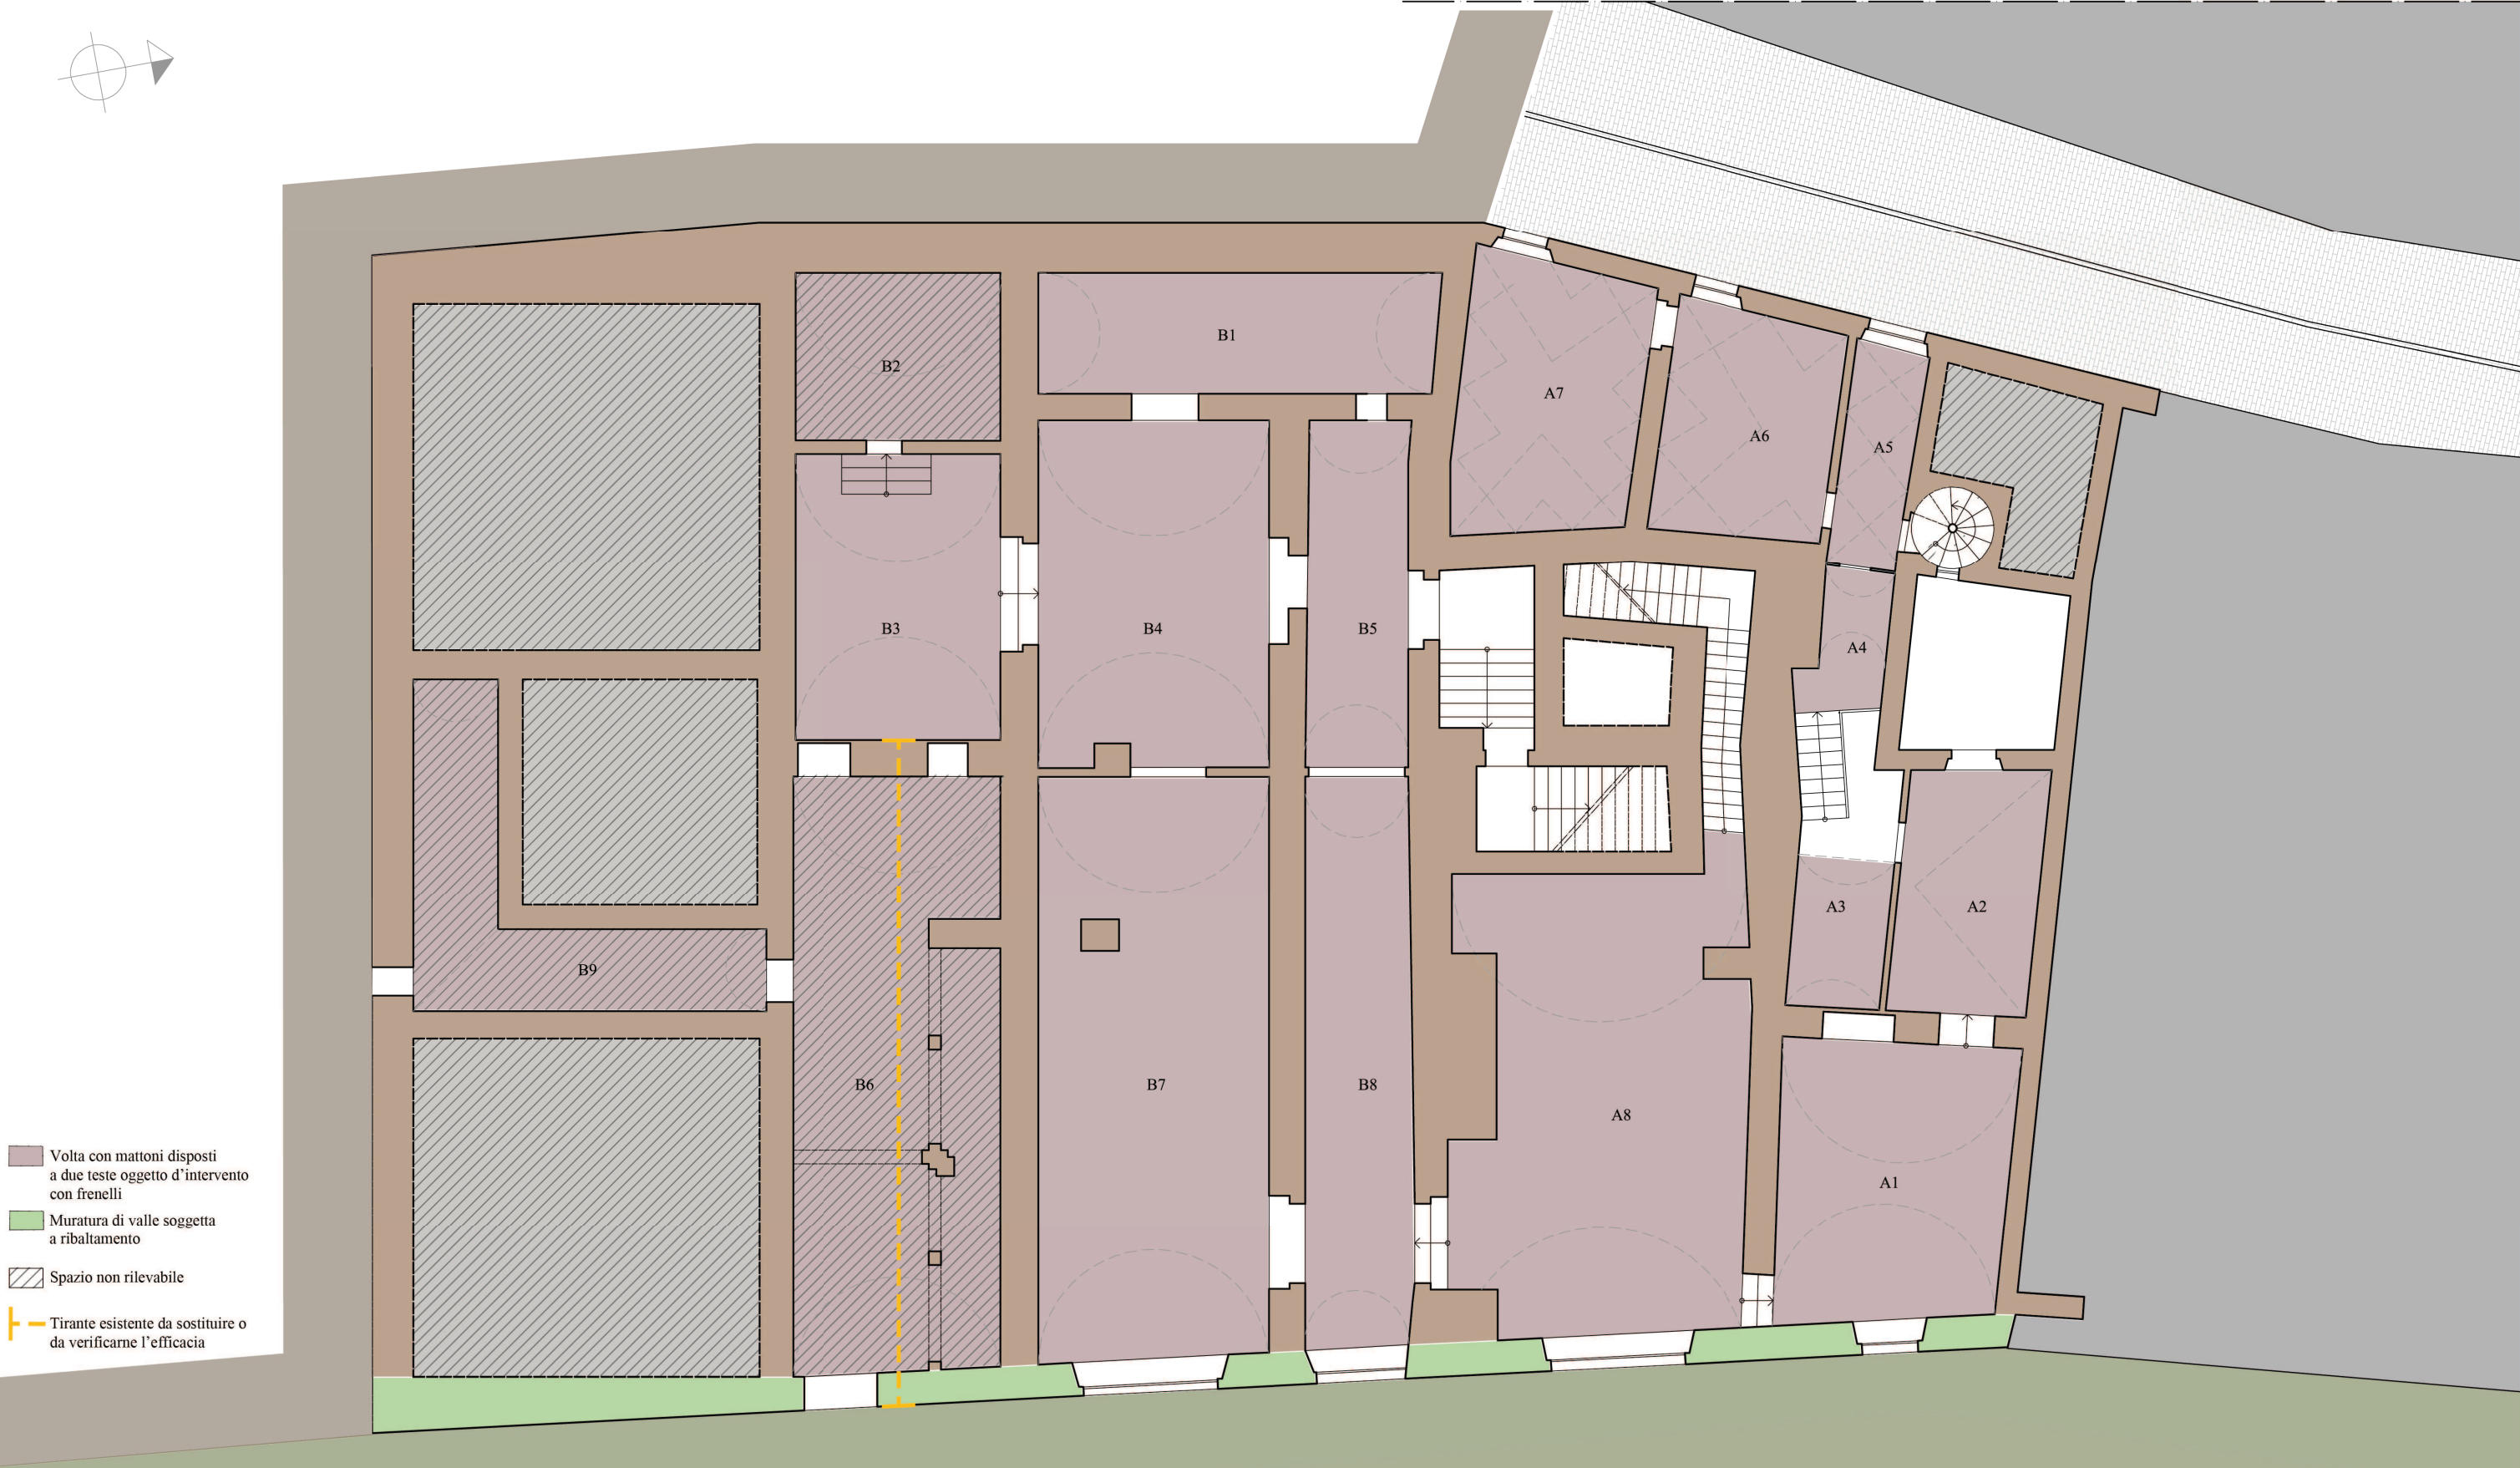 B1
B2
A7
A6
A5
B3
B4
B5
A4
A3
A2
B9
B6
B7
B8
A8
A1
Volta con mattoni disposti
a due teste oggetto d’intervento
con frenelli
Muratura di valle soggetta
a ribaltamento
Spazio non rilevabile
Tirante esistente da sostituire o
da verificarne l’efficacia